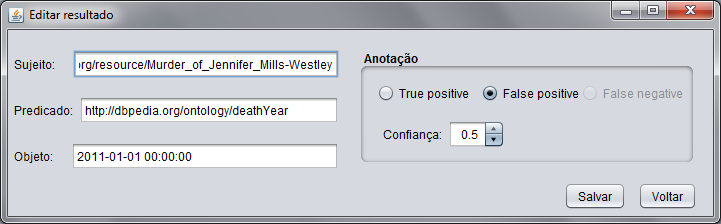 Editar resultado
Sujeito: org/resource/Murder_of_Jennifer_Mills-Westley
Predicado: http://dbpedia.org/ontology/deathYear
Objeto: 2011-01-01 00:00:00
Anotação
True positive False positive False negative
Confiança: 0.5
Salvar Voltar